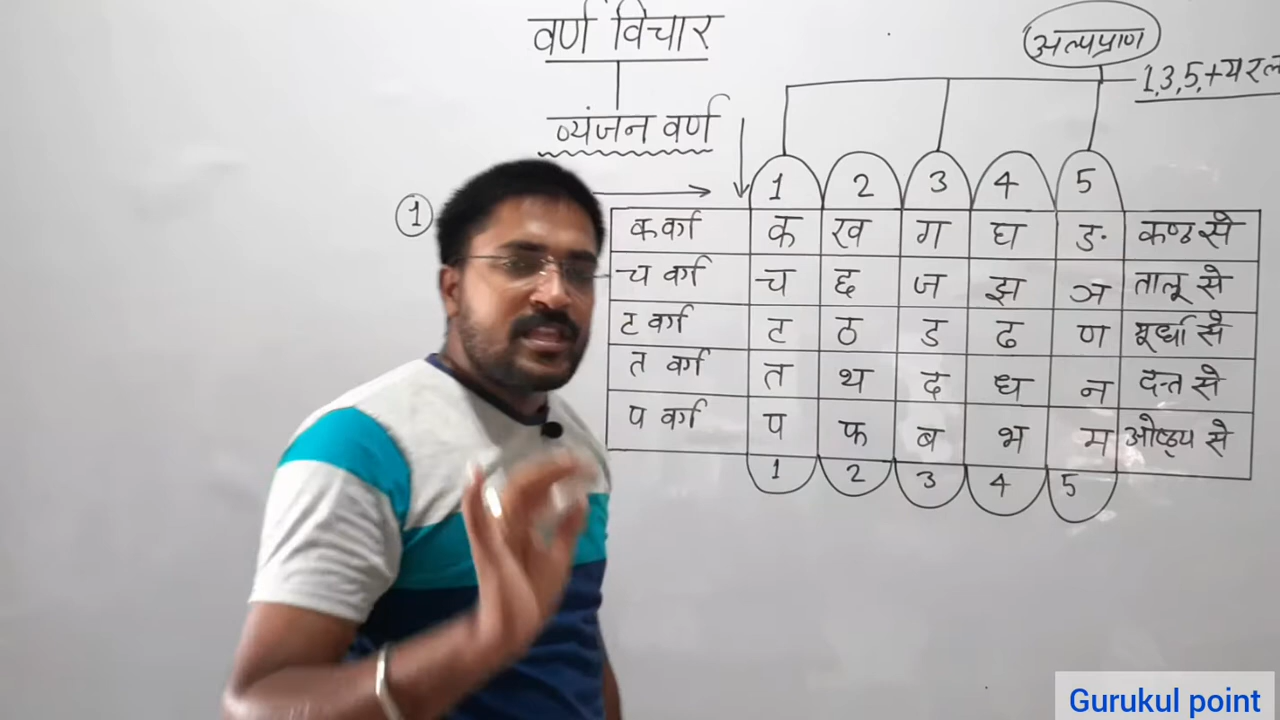 वर्ण विचार
अल्पप्राण
1,3,5,+यरल
व्यंजन वर्ण
1 2 3 4 5
①
क वर्ग क ख ग घ ङ कण्ठ से
च वर्ग च छ ज झ ञ तालू से
ट वर्ग ट ठ ड ढ ण मूर्धा से
त वर्ग त थ द ध न दन्त से
प वर्ग प फ ब भ म ओष्ठ्य से
1 2 3 4 5
Gurukul point